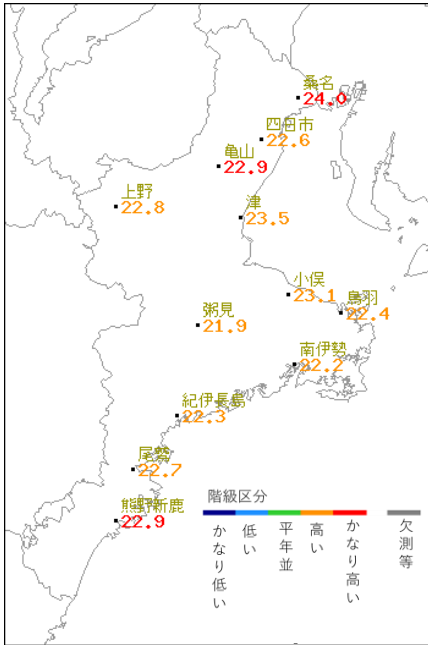 桑名
24.0
四日市
22.6
亀山
22.9
上野
22.8
津
23.5
小俣
23.1
鳥羽
22.4
粥見
21.9
南伊勢
22.2
紀伊長島
22.3
尾鷲
22.7
熊野新鹿
22.9
階級区分
かなり低い
低い
平年並
高い
かなり高い
欠測等